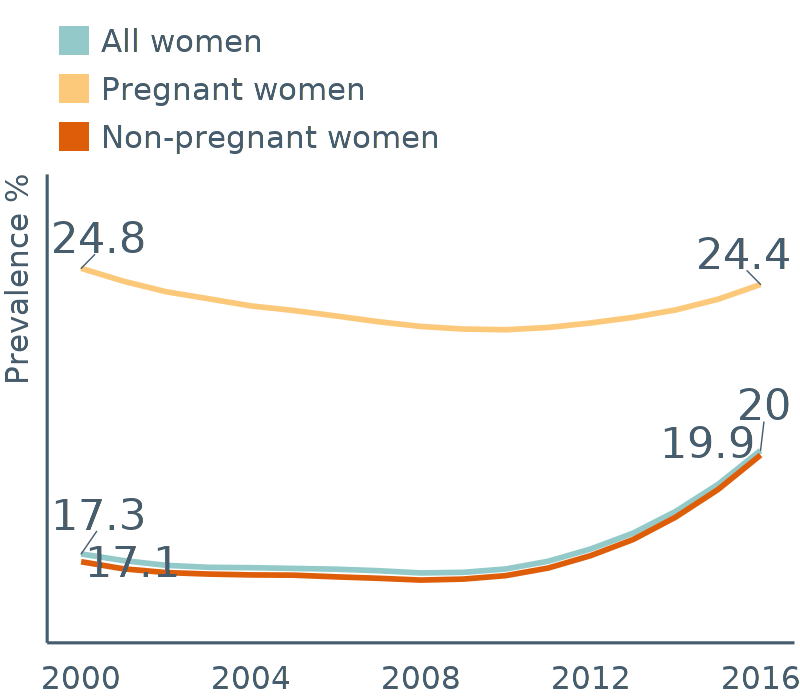 All women
Pregnant women
Non-pregnant women
Prevalence %
24.8
24.4
20
19.9
17.3
17.1
2000 2004 2008 2012 2016